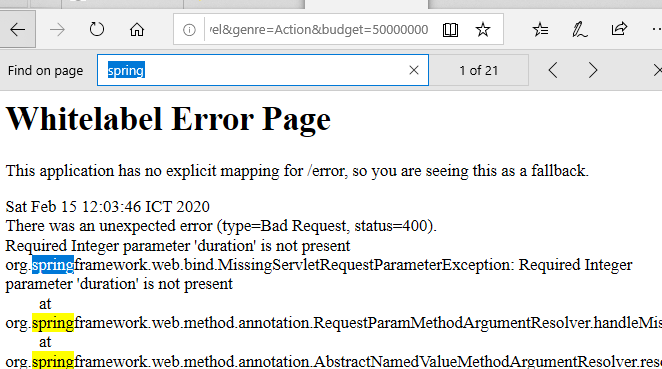 vel&genre=Action&budget=50000000
Find on page spring 1 of 21
Whitelabel Error Page
This application has no explicit mapping for /error, so you are seeing this as a fallback.
Sat Feb 15 12:03:46 ICT 2020
There was an unexpected error (type=Bad Request, status=400).
Required Integer parameter 'duration' is not present
org.springframework.web.bind.MissingServletRequestParameterException: Required Integer
parameter 'duration' is not present
at
org.springframework.web.method.annotation.RequestParamMethodArgumentResolver.handleMis
at
org.springframework.web.method.annotation.AbstractNamedValueMethodArgumentResolver.reso